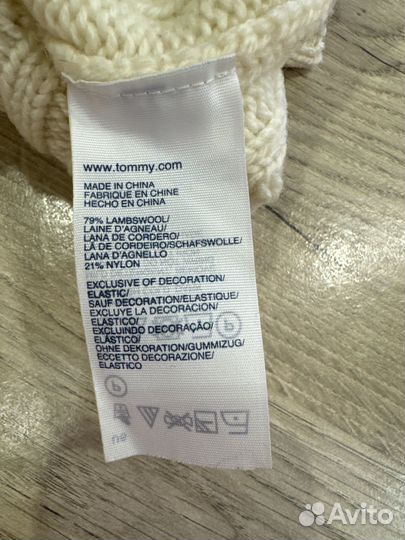 www.tommy.com
MADE IN CHINA
FABRIQUE EN CHINE
HECHO EN CHINA
79% LAMBSWOOL/
LAINE D'AGNEAU/
LANA DE CORDERO/
LÃ DE CORDEIRO/SCHAFSWOLLE/
LANA D'AGNELLO
21% NYLON
EXCLUSIVE OF DECORATION/
ELASTIC/
SAUF DECORATION/ELASTIQUE/
EXCLUYE LA DECORACION/
ELASTICO/
EXCLUINDO DECORAÇÃO/
ELÁSTICO/
OHNE DEKORATION/GUMMIZUG/
ECCETTO DECORAZIONE/
ELASTICO
Avito